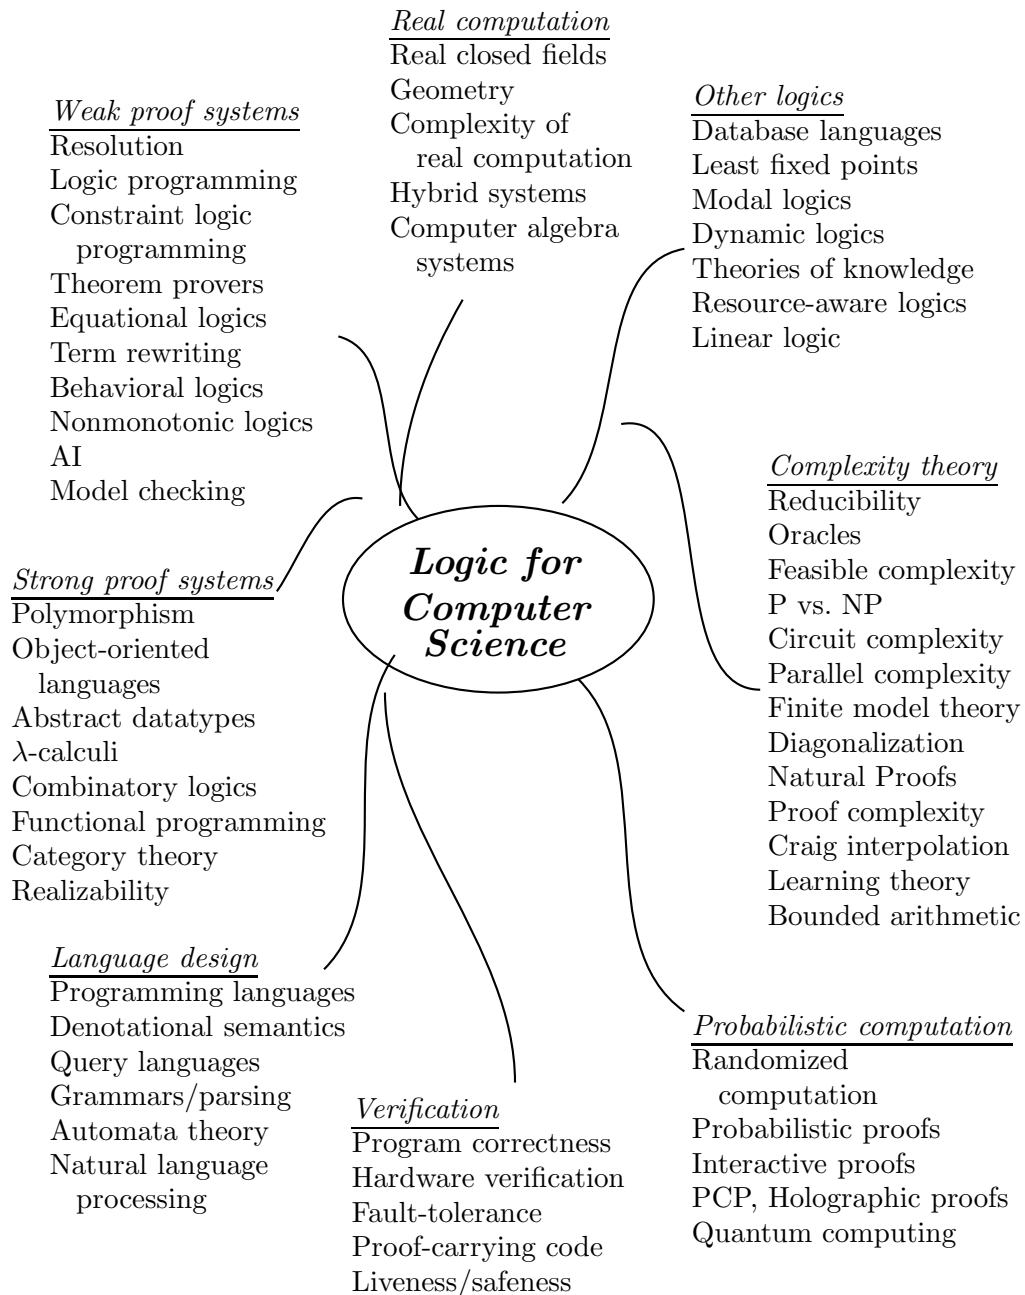 Real computation
Real closed fields
Geometry
Complexity of
real computation
Hybrid systems
Computer algebra
systems
Weak proof systems
Resolution
Logic programming
Constraint logic
programming
Theorem provers
Equational logics
Term rewriting
Behavioral logics
Nonmonotonic logics
AI
Model checking
Other logics
Database languages
Least fixed points
Modal logics
Dynamic logics
Theories of knowledge
Resource-aware logics
Linear logic
Logic for
Computer
Science
Complexity theory
Reducibility
Oracles
Feasible complexity
P vs. NP
Circuit complexity
Parallel complexity
Finite model theory
Diagonalization
Natural Proofs
Proof complexity
Craig interpolation
Learning theory
Bounded arithmetic
Strong proof systems
Polymorphism
Object-oriented
languages
Abstract datatypes
λ-calculi
Combinatory logics
Functional programming
Category theory
Realizability
Language design
Programming languages
Denotational semantics
Query languages
Grammars/parsing
Automata theory
Natural language
processing
Verification
Program correctness
Hardware verification
Fault-tolerance
Proof-carrying code
Liveness/safeness
Probabilistic computation
Randomized
computation
Probabilistic proofs
Interactive proofs
PCP, Holographic proofs
Quantum computing